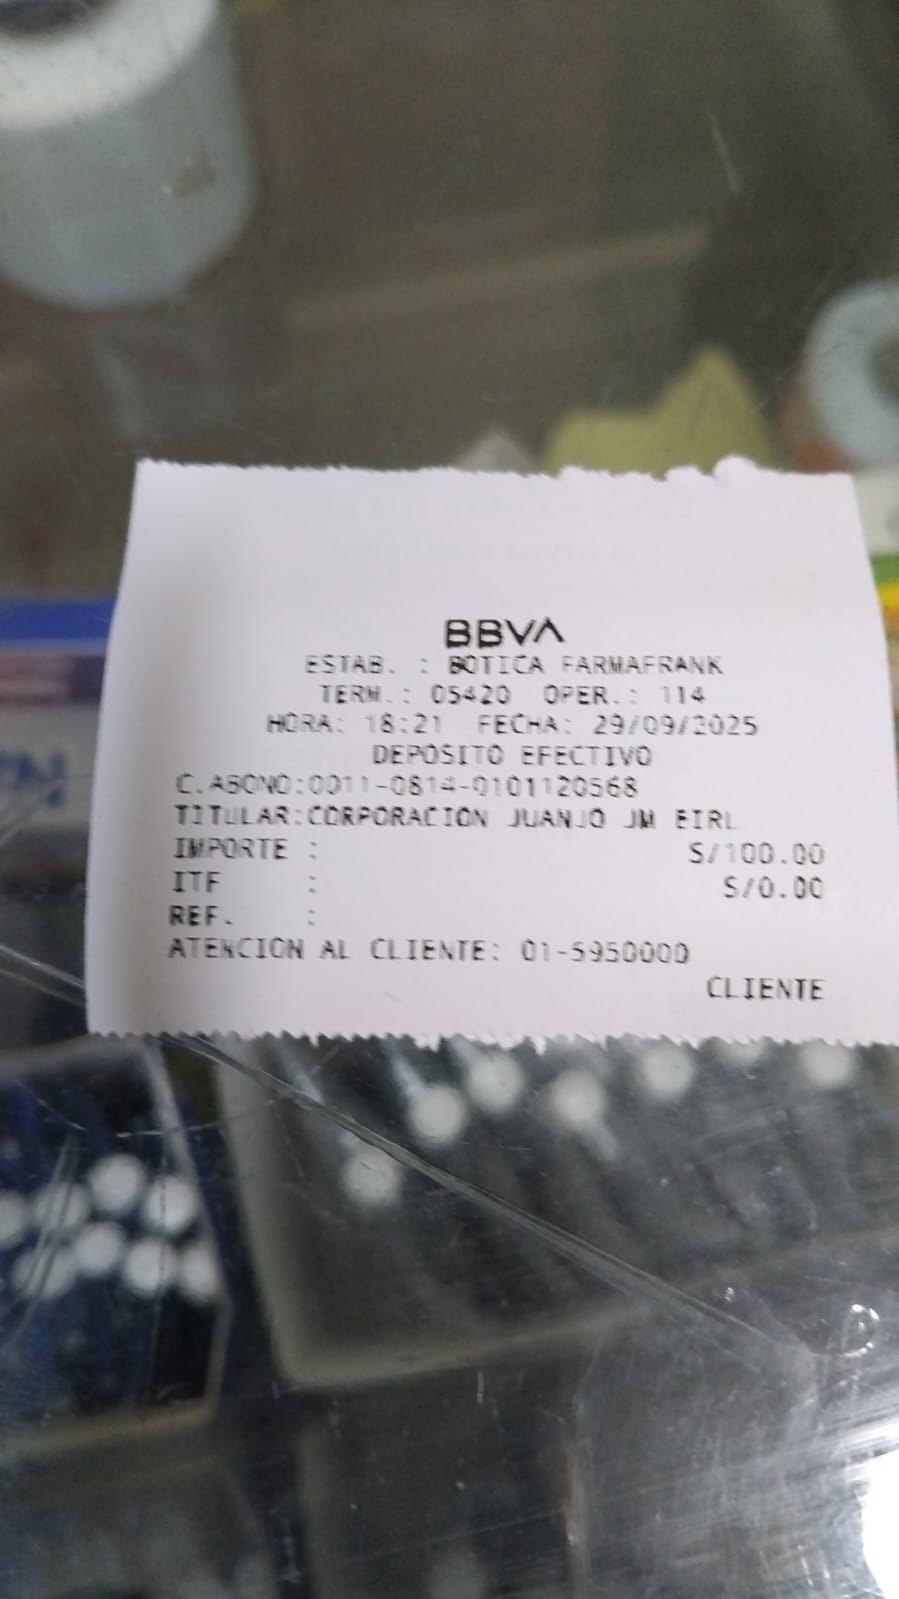 BBVA
ESTAB. : BOTICA FARMAFRANK
TERM.: 05420 OPER.: 114
HORA: 18:21 FECHA: 29/09/2025
DEPOSITO EFECTIVO
C.ABONO:0011-0814-0101120568
TITULAR:CORPORACION JUANJO JM EIRL
IMPORTE : S/100.00
ITF : S/0.00
REF. :
ATENCION AL CLIENTE: 01-5950000
CLIENTE